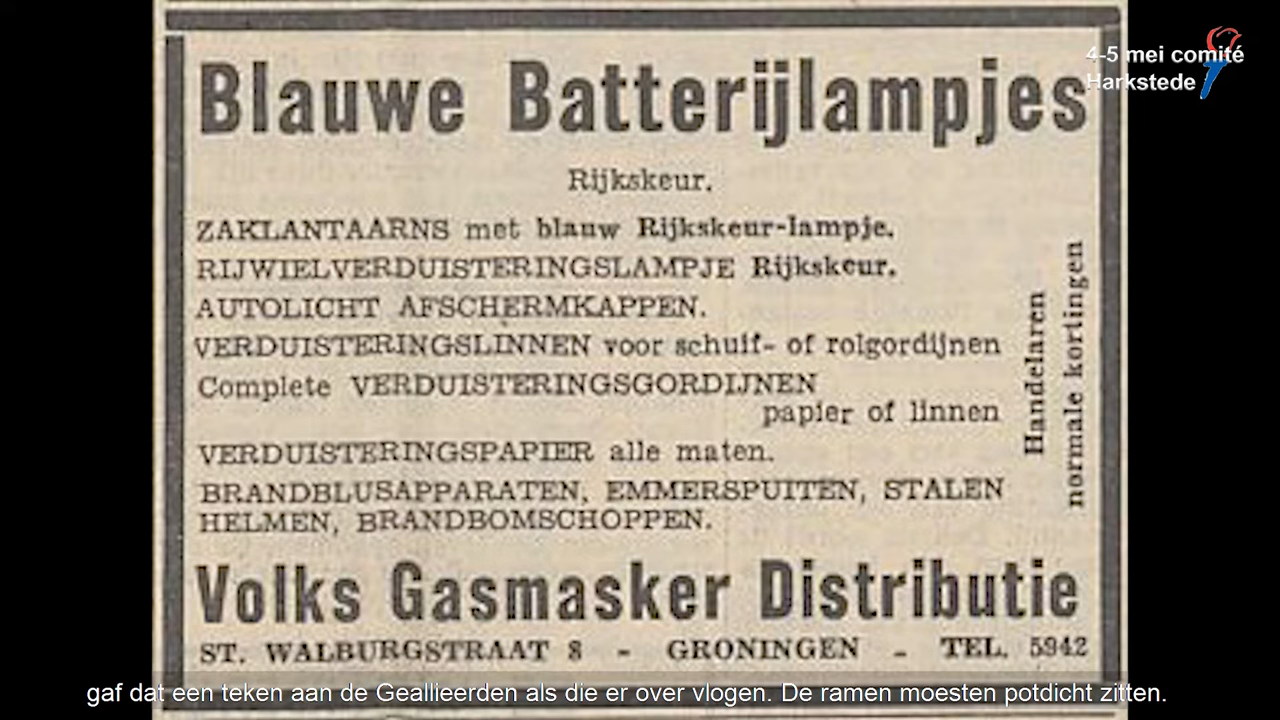 4-5 mei comité
Harkstede
Blauwe Batterijlampjes
Rijkskeur.
ZAKLANTAARNS met blauw Rijkskeur-lampje.
RIJWIELVERDUISTERINGSLAMPJE Rijkskeur.
AUTOLICHT AFSCHERMKAPPEN.
VERDUISTERINGSLINNEN voor schuif- of rolgordijnen
Complete VERDUISTERINGSGORDIJNEN
papier of linnen
VERDUISTERINGSPAPIER alle maten.
BRANDBLUSAPPARATEN, EMMERSPUITEN, STALEN
HELMEN, BRANDBOMSCHOPPEN.
Handelaren
normale kortingen
Volks Gasmasker Distributie
ST. WALBURGSTRAAT 8 - GRONINGEN - TEL. 5942
gaf dat een teken aan de Geallieerden als die er over vlogen. De ramen moesten potdicht zitten.